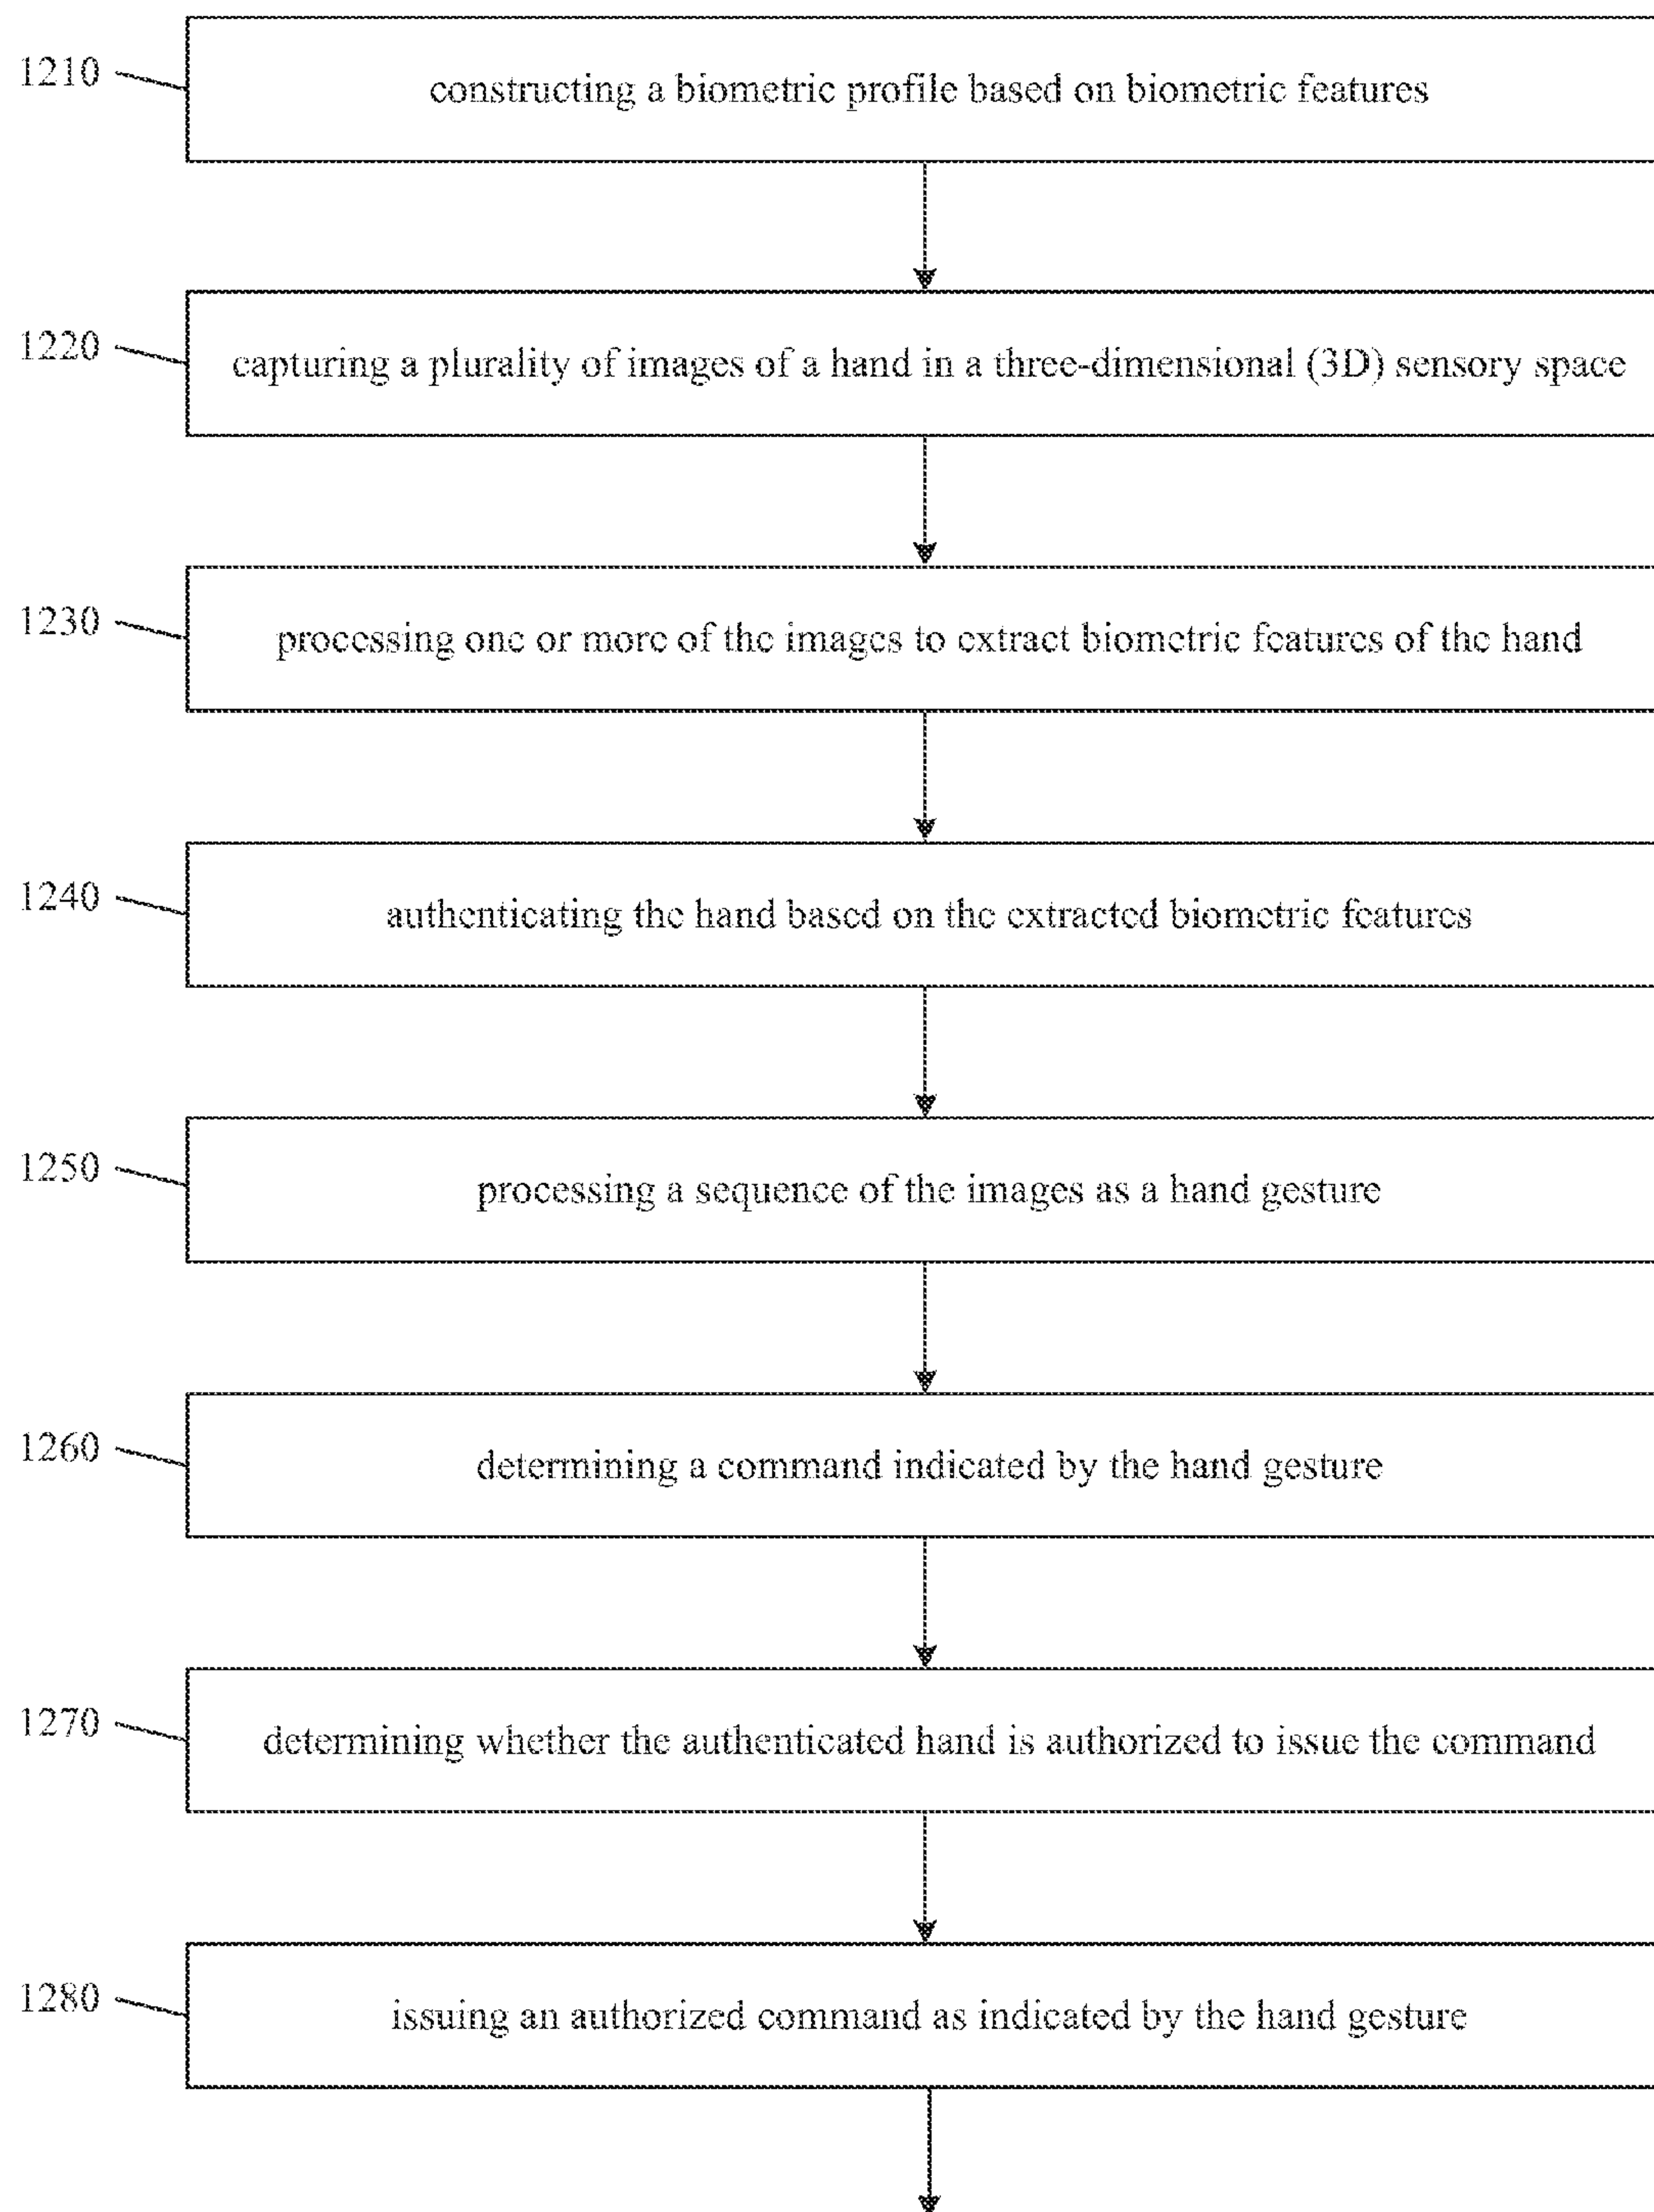 1210
constructing a biometric profile based on biometric features
1220
capturing a plurality of images of a hand in a three-dimensional (3D) sensory space
1230
processing one or more of the images to extract biometric features of the hand
1240
authenticating the hand based on the extracted biometric features
1250
processing a sequence of the images as a hand gesture
1260
determining a command indicated by the hand gesture
1270
determining whether the authenticated hand is authorized to issue the command
1280
issuing an authorized command as indicated by the hand gesture